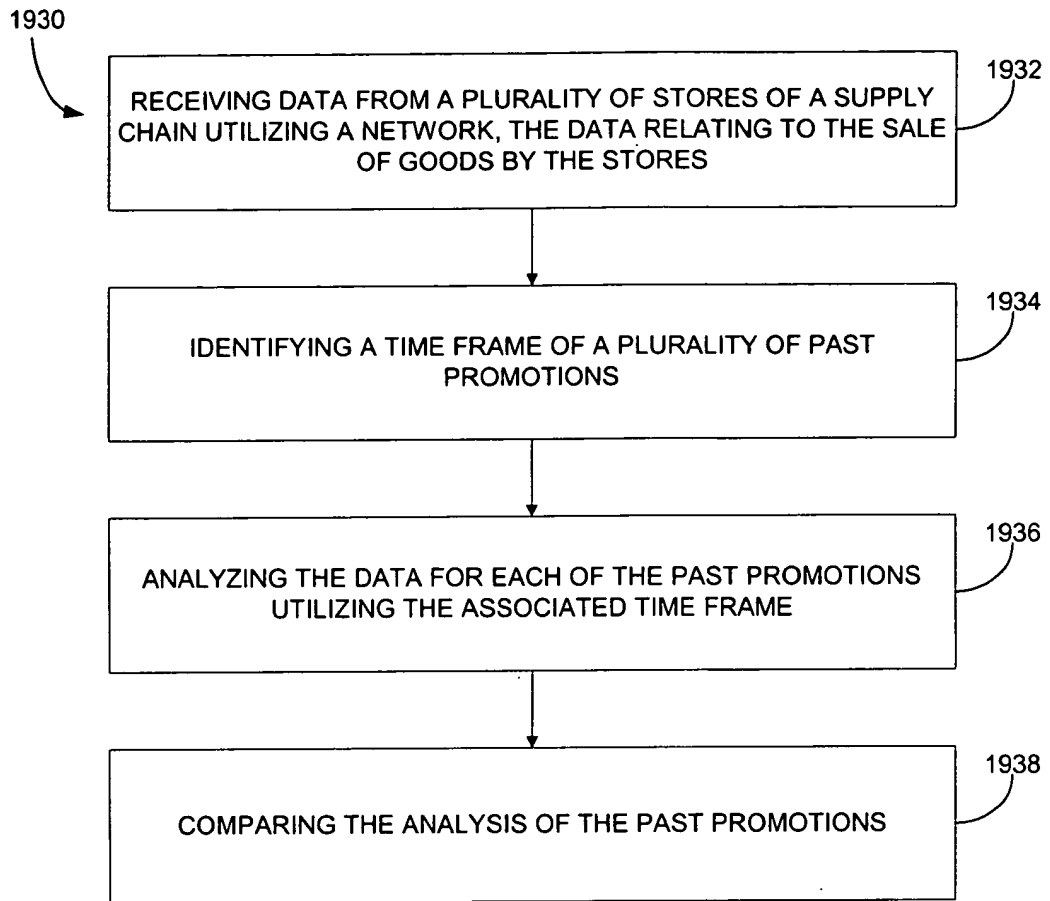 1930
1932
RECEIVING DATA FROM A PLURALITY OF STORES OF A SUPPLY
CHAIN UTILIZING A NETWORK, THE DATA RELATING TO THE SALE
OF GOODS BY THE STORES
1934
IDENTIFYING A TIME FRAME OF A PLURALITY OF PAST
PROMOTIONS
1936
ANALYZING THE DATA FOR EACH OF THE PAST PROMOTIONS
UTILIZING THE ASSOCIATED TIME FRAME
1938
COMPARING THE ANALYSIS OF THE PAST PROMOTIONS